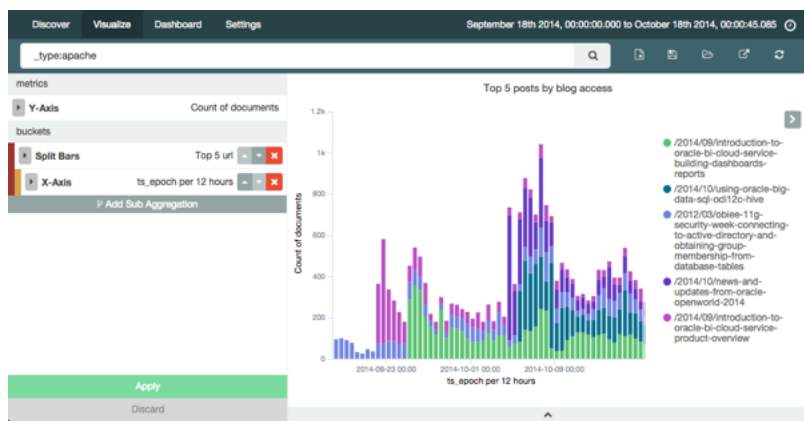 Discover Visualize Dashboard Settings September 18th 2014, 00:00:00.000 to October 18th 2014, 00:00:45.085
_type:apache
metrics
Y-Axis Count of documents
buckets
Split Bars Top 5 url
X-Axis ts_epoch per 12 hours
Add Sub Aggregation
Apply
Discard
Top 5 posts by blog access
Count of documents
1.2k
1k
800
600
400
200
0
2014-09-23 00:00 2014-10-01 00:00 2014-10-09 00:00
ts_epoch per 12 hours
/2014/09/introduction-to-
oracle-bi-cloud-service-
building-dashboards-
reports
/2014/10/using-oracle-big-
data-sql-odi12c-hive
/2012/03/obiee-11g-
security-week-connecting-
to-active-directory-and-
obtaining-group-
membership-from-
database-tables
/2014/10/news-and-
updates-from-oracle-
openworld-2014
/2014/09/introduction-to-
oracle-bi-cloud-service-
product-overview